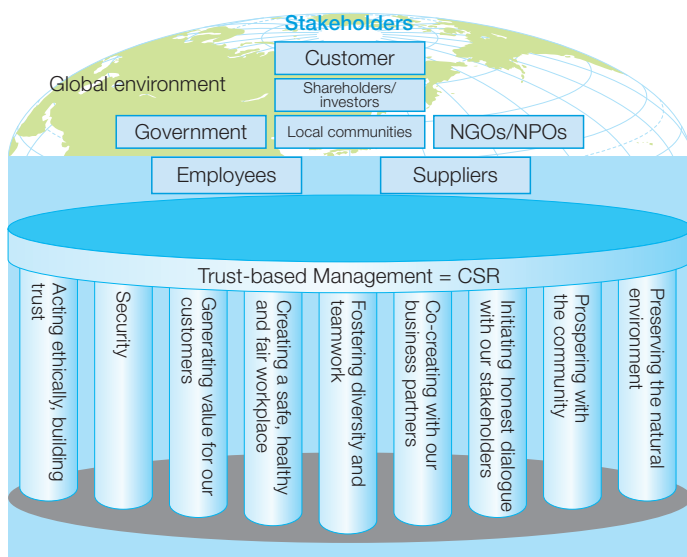 Stakeholders
Customer
Global environment
Shareholders/
investors
Government
Local communities
NGOs/NPOs
Employees
Suppliers
Trust-based Management = CSR
Acting ethically, building
trust
Security
Generating value for our
customers
Creating a safe, healthy
and fair workplace
Fostering diversity and
teamwork
Co-creating with our
business partners
Initiating honest dialogue
with our stakeholders
Prospering with
the community
Preserving the natural
environment